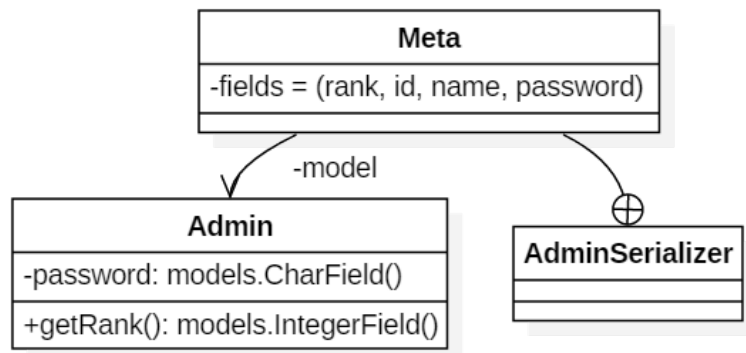 Meta
-fields = (rank, id, name, password)
-model
Admin
-password: models.CharField()
+getRank(): models.IntegerField()
AdminSerializer